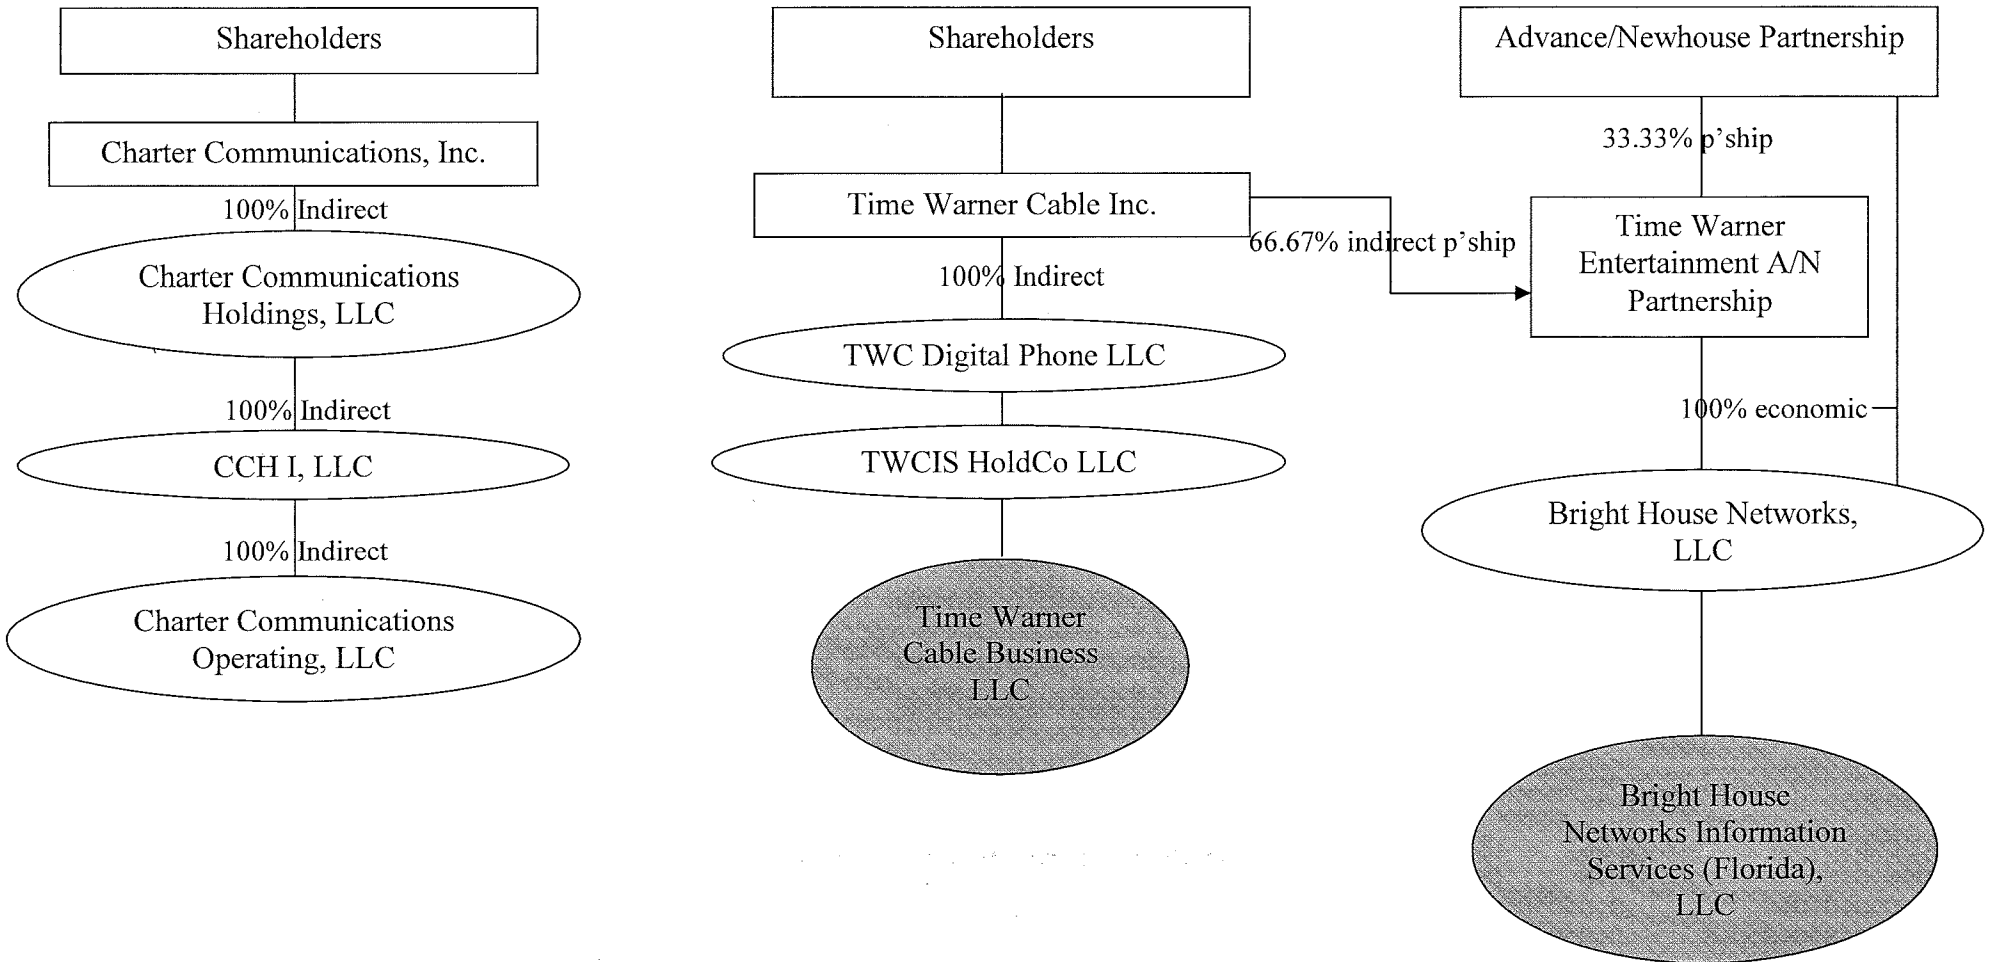 Shareholders
Charter Communications, Inc.
100% Indirect
Charter Communications
Holdings, LLC
100% Indirect
CCH I, LLC
100% Indirect
Charter Communications
Operating, LLC
Shareholders
Time Warner Cable Inc.
66.67% indirect p'ship
100% Indirect
TWC Digital Phone LLC
TWCIS HoldCo LLC
Time Warner
Cable Business
LLC
Advance/Newhouse Partnership
33.33% p'ship
Time Warner
Entertainment A/N
Partnership
100% economic
Bright House Networks,
LLC
Bright House
Networks Information
Services (Florida),
LLC